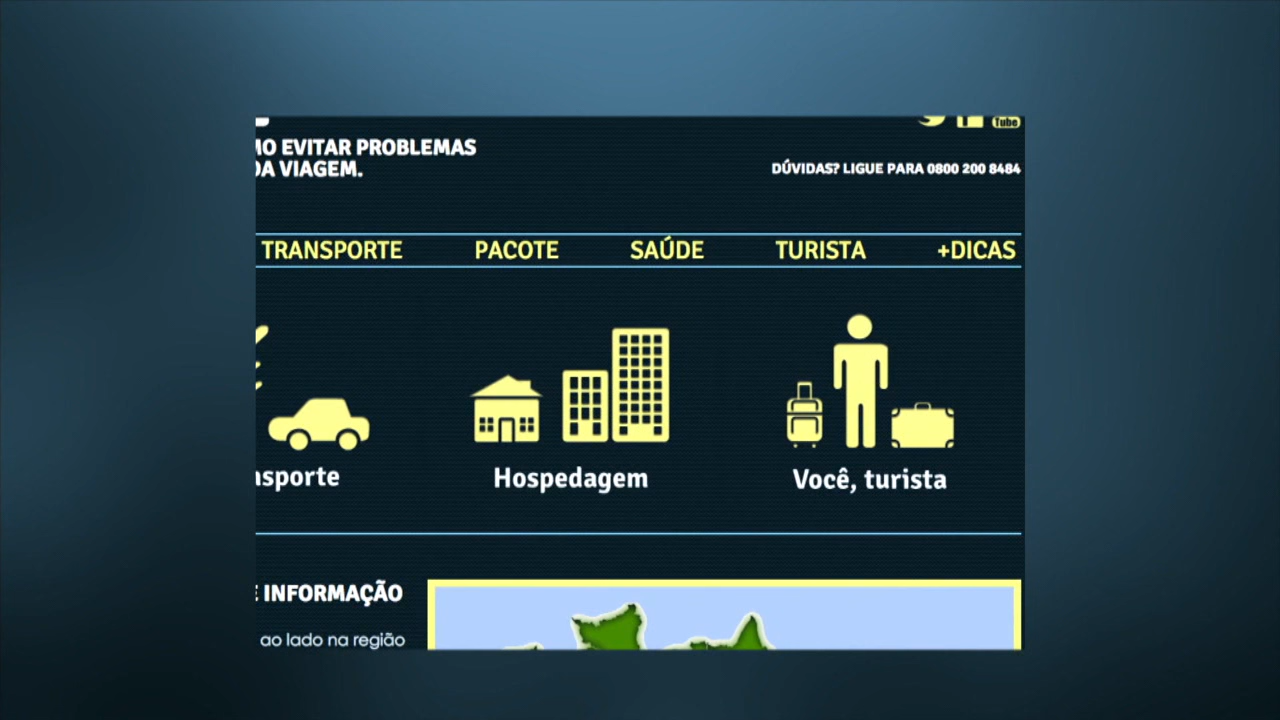 MO EVITAR PROBLEMAS
DA VIAGEM.
Tube
DÚVIDAS? LIGUE PARA 0800 200 8484
TRANSPORTE PACOTE SAÚDE TURISTA +DICAS
nsporte Hospedagem Você, turista
E INFORMAÇÃO
ao lado na região